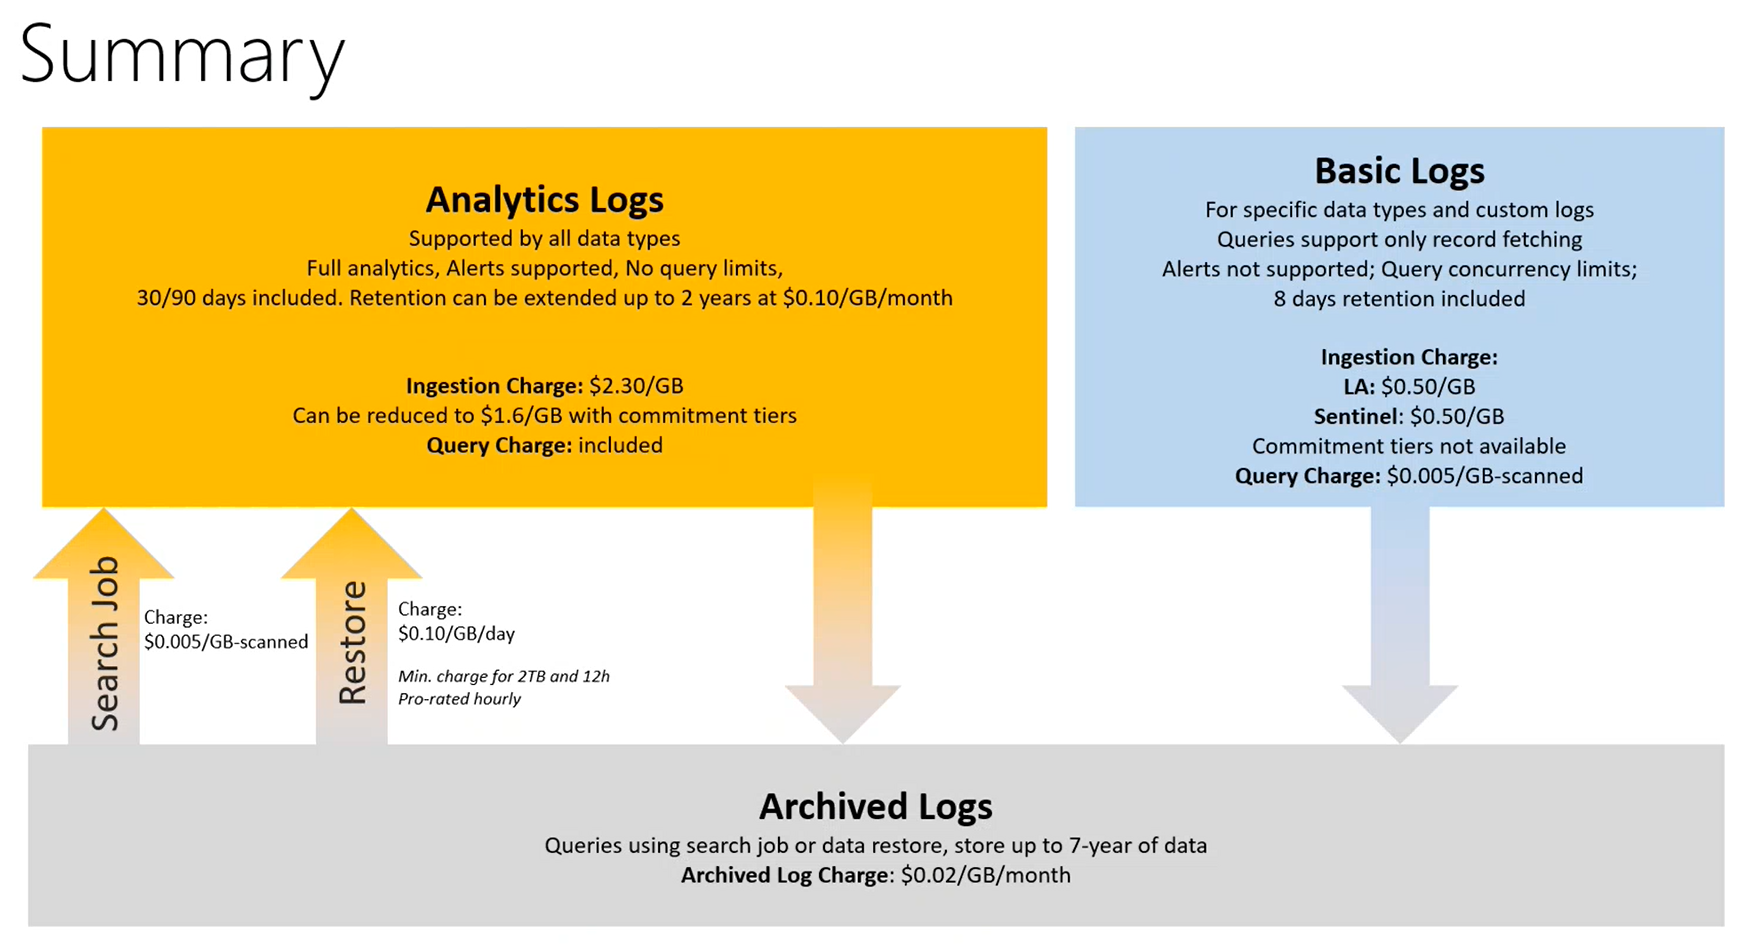 Summary
Analytics Logs
Supported by all data types
Full analytics, Alerts supported, No query limits,
30/90 days included. Retention can be extended up to 2 years at $0.10/GB/month
Ingestion Charge: $2.30/GB
Can be reduced to $1.6/GB with commitment tiers
Query Charge: included
Basic Logs
For specific data types and custom logs
Queries support only record fetching
Alerts not supported; Query concurrency limits;
8 days retention included
Ingestion Charge:
LA: $0.50/GB
Sentinel: $0.50/GB
Commitment tiers not available
Query Charge: $0.005/GB-scanned
Search Job
Charge:
$0.005/GB-scanned
Restore
Charge:
$0.10/GB/day
Min. charge for 2TB and 12h
Pro-rated hourly
Archived Logs
Queries using search job or data restore, store up to 7-year of data
Archived Log Charge: $0.02/GB/month